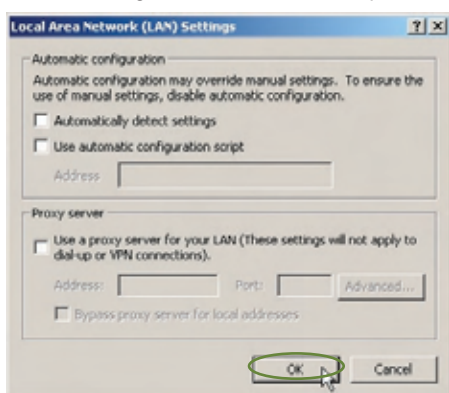 Local Area Network (LAN) Settings
Automatic configuration
Automatic configuration may override manual settings. To ensure the
use of manual settings, disable automatic configuration.
Automatically detect settings
Use automatic configuration script
Address
Proxy server
Use a proxy server for your LAN (These settings will not apply to
dial-up or VPN connections).
Address: Port: Advanced...
Bypass proxy server for local addresses
OK Cancel